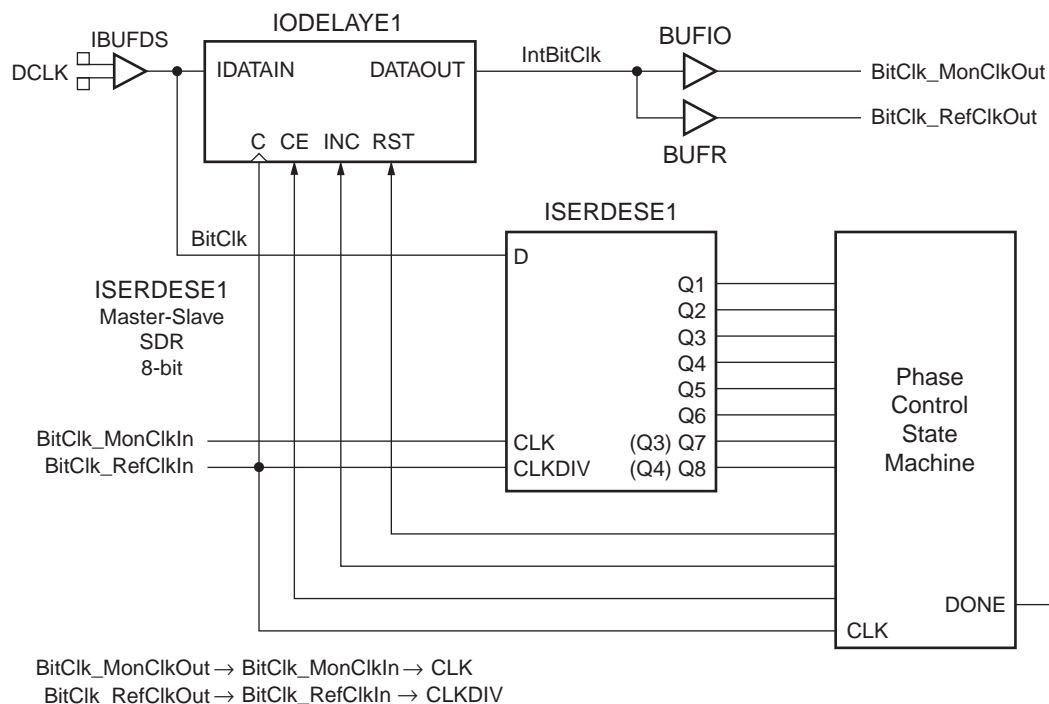 IODELAYE1
IBUFDS
DCLK
IDATAIN
DATAOUT
C
CE
INC
RST
IntBitClk
BUFIO
BitClk_MonClkOut
BitClk_RefClkOut
BUFR
BitClk
ISERDESE1
Master-Slave
SDR
8-bit
ISERDESE1
D
Q1
Q2
Q3
Q4
Q5
Q6
(Q3) Q7
(Q4) Q8
BitClk_MonClkIn
BitClk_RefClkIn
CLK
CLKDIV
Phase
Control
State
Machine
DONE
CLK
BitClk_MonClkOut → BitClk_MonClkIn → CLK
BitClk_RefClkOut → BitClk_RefClkIn → CLKDIV